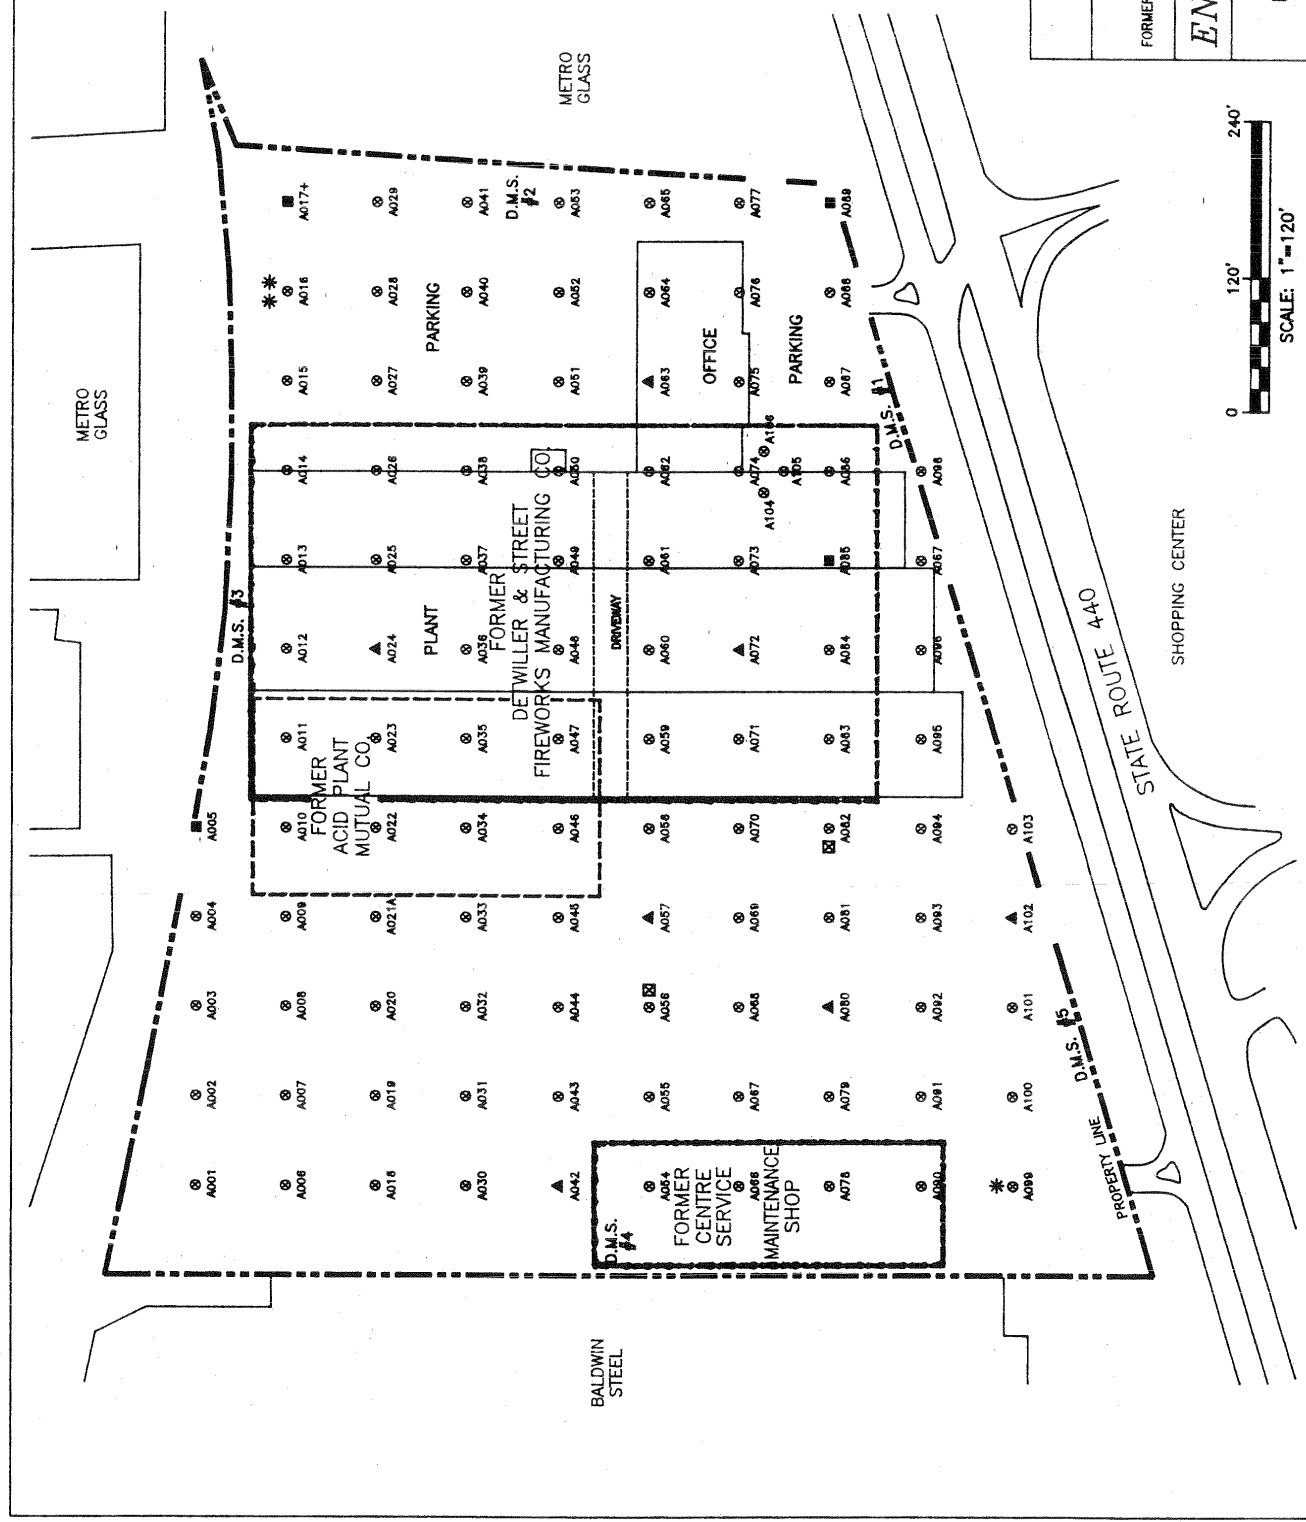 METRO
GLASS
METRO
GLASS
BALDWIN
STEEL
A001
A002
A003
A004
A005
A006
A007
A008
A009
A010
A011
A012
A013
A014
A015
A016
A017+
**
D.M.S. #3
A018
A019
A020
A021A
A022
A023
A024
A025
A026
A027
A028
A029
FORMER
ACID PLANT
MUTUAL CO.
PLANT
PARKING
A030
A031
A032
A033
A034
A035
A036
A037
A038
A039
A040
A041
D.M.S.
#2
FORMER
DETWILLER & STREET
FIREWORKS MANUFACTURING CO.
A042
A043
A044
A045
A046
A047
A048
A049
A050
A051
A052
A053
DRIVEWAY
D.M.S.
#4
A054
A055
A056
A057
A058
A059
A060
A061
A062
A063
A064
A065
FORMER
CENTRE
SERVICE
MAINTENANCE
SHOP
OFFICE
A066
A067
A068
A069
A070
A071
A072
A073
A074
A075
A076
A077
A104
A105
A106
PARKING
A078
A079
A080
A081
A082
A083
A084
A085
A086
A087
A088
A089
D.M.S. #1
A090
A091
A092
A093
A094
A095
A096
A067
A098
*
A099
A100
A101
A102
A103
D.M.S. #5
PROPERTY LINE
STATE ROUTE 440
SHOPPING CENTER
0
120'
240'
SCALE: 1"=120'
FORMER
EN